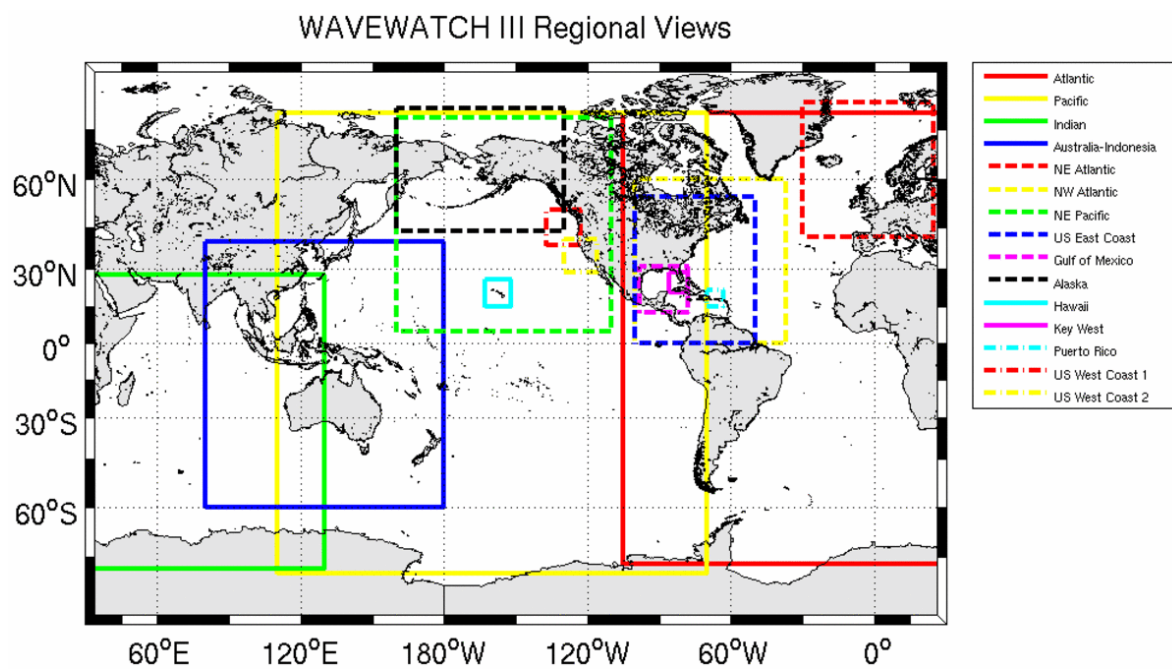 WAVEWATCH III Regional Views
60°N
30°N
0°
30°S
60°S
60°E
120°E
180°W
120°W
60°W
0°
Atlantic
Pacific
Indian
Australia-Indonesia
NE Atlantic
NW Atlantic
NE Pacific
US East Coast
Gulf of Mexico
Alaska
Hawaii
Key West
Puerto Rico
US West Coast 1
US West Coast 2